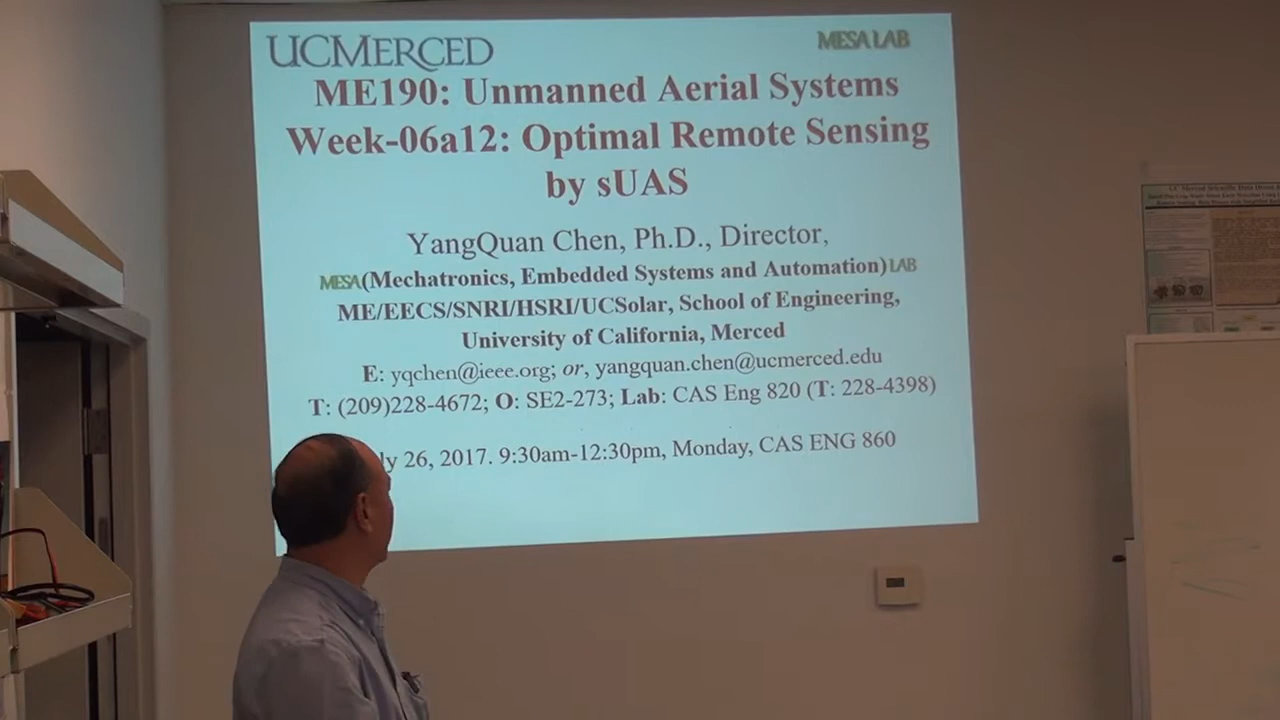 UCMERCED
MESA LAB
ME190: Unmanned Aerial Systems
Week-06a12: Optimal Remote Sensing
by sUAS
YangQuan Chen, Ph.D., Director,
MESA(Mechatronics, Embedded Systems and Automation)LAB
ME/EECS/SNRI/HSRI/UCSolar, School of Engineering,
University of California, Merced
E: yqchen@ieee.org; or, yangquan.chen@ucmerced.edu
T: (209)228-4672; O: SE2-273; Lab: CAS Eng 820 (T: 228-4398)
ly 26, 2017. 9:30am-12:30pm, Monday, CAS ENG 860